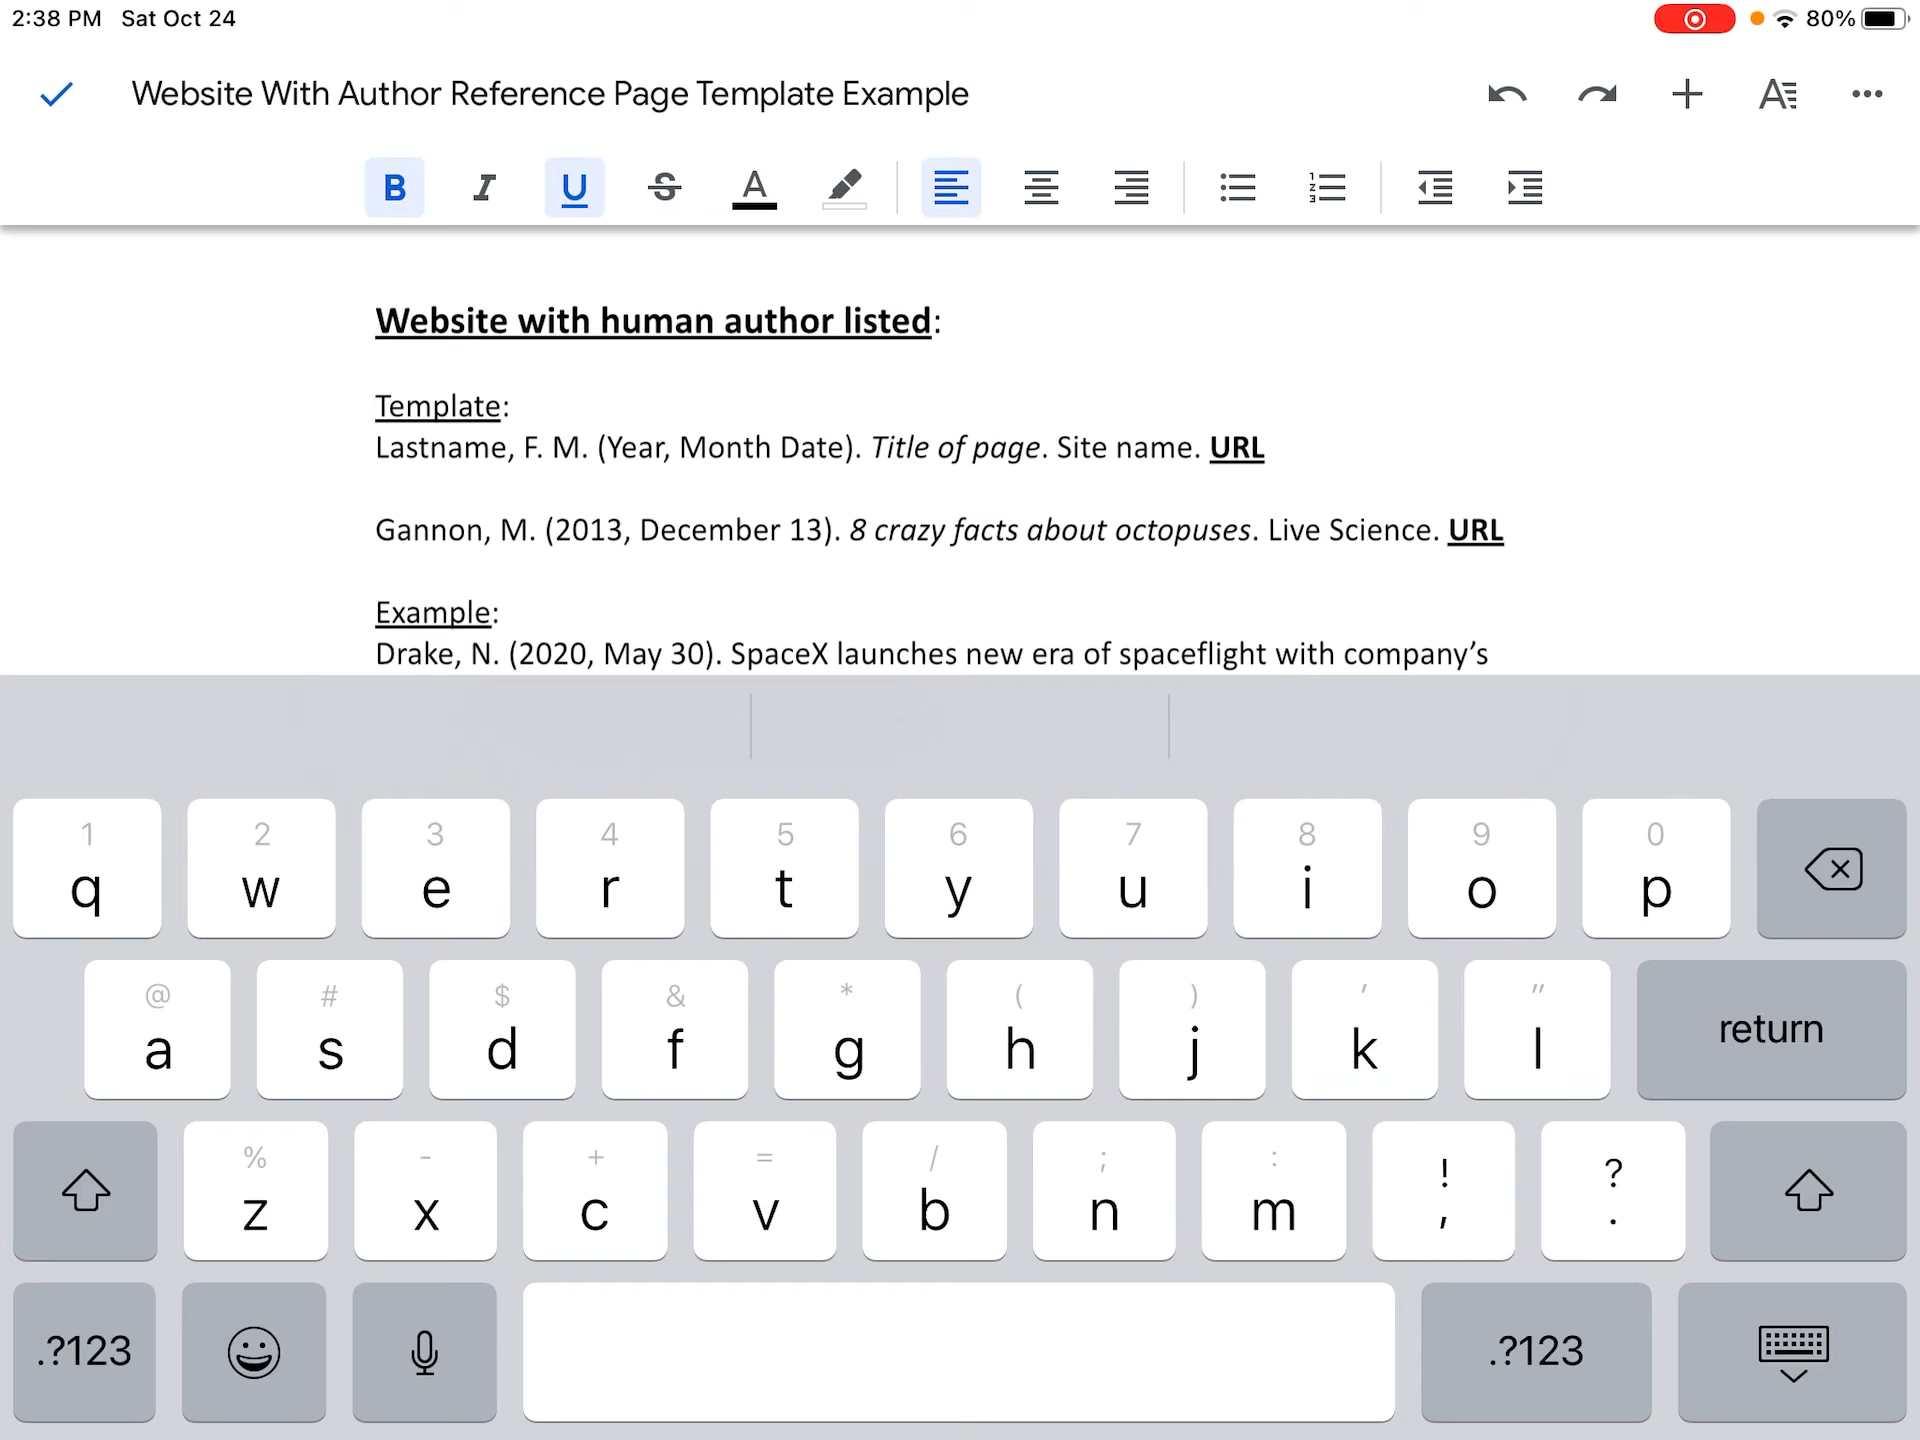 2:38 PM Sat Oct 24 80%
Website With Author Reference Page Template Example
B I U S A
Website with human author listed:
Template:
Lastname, F. M. (Year, Month Date). Title of page. Site name. URL
Gannon, M. (2013, December 13). 8 crazy facts about octopuses. Live Science. URL
Example:
Drake, N. (2020, May 30). SpaceX launches new era of spaceflight with company’s
1 2 3 4 5 6 7 8 9 0
q w e r t y u i o p
@ # $ & * ( ) ' "
a s d f g h j k l return
% - + = / ; : ! ?
z x c v b n m , .
.?123 .?123